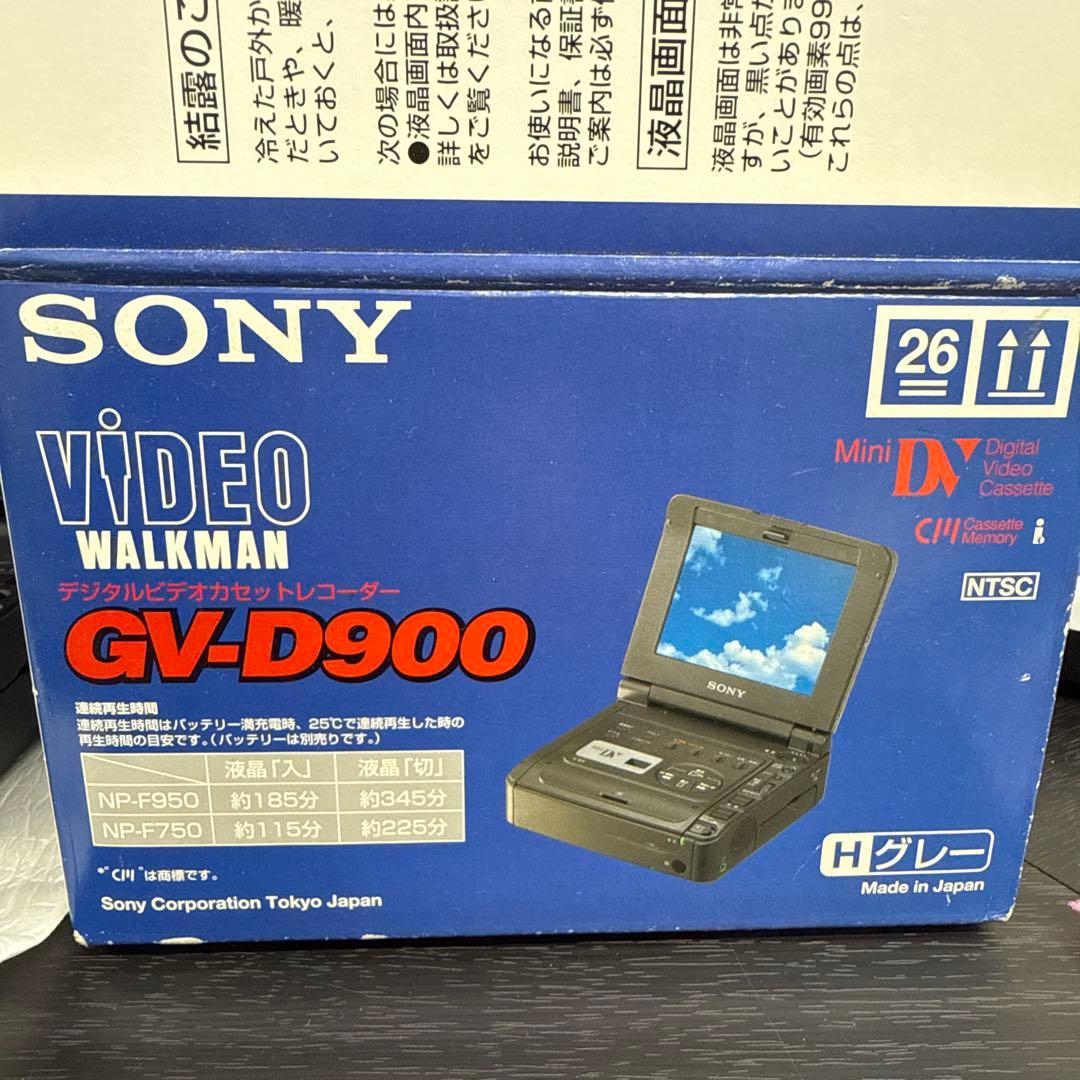 結露のこ
冷えた戸外か
だときや、暖
いておくと、
次の場合には
●液晶画面内
詳しくは取扱
をご覧くださ
お使いになる
説明書、保証
ご案内は必ず
液晶画面
液晶画面は非常
すが、黒い点が
いことがありま
(有効画素99
これらの点は、
SONY
26
VIDEO
WALKMAN
Mini DV Digital
Video
Cassette
CM Cassette
Memory
NTSC
デジタルビデオカセットレコーダー
GV-D900
SONY
Mini DV
連続再生時間
連続再生時間はバッテリー満充電時、25℃で連続再生した時の
再生時間の目安です。(バッテリーは別売りです。)
液晶「入」 液晶「切」
NP-F950 約185分 約345分
NP-F750 約115分 約225分
*"CM"は商標です。
Sony Corporation Tokyo Japan
H グレー
Made in Japan